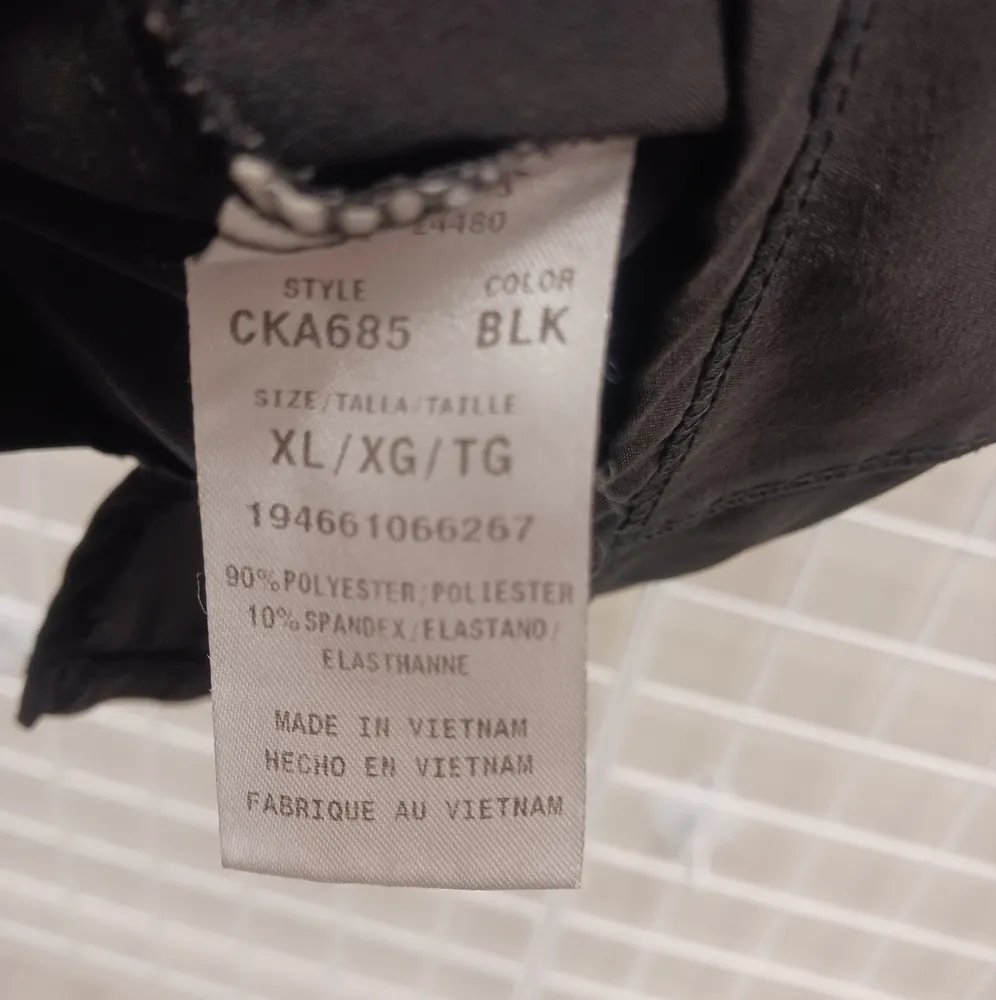 24480
STYLE COLOR
CKA685 BLK
SIZE/TALLA/TAILLE
XL/XG/TG
194661066267
90%POLYESTER;POLIESTER
10%SPANDEX/ELASTANO/
ELASTHANNE
MADE IN VIETNAM
HECHO EN VIETNAM
FABRIQUE AU VIETNAM